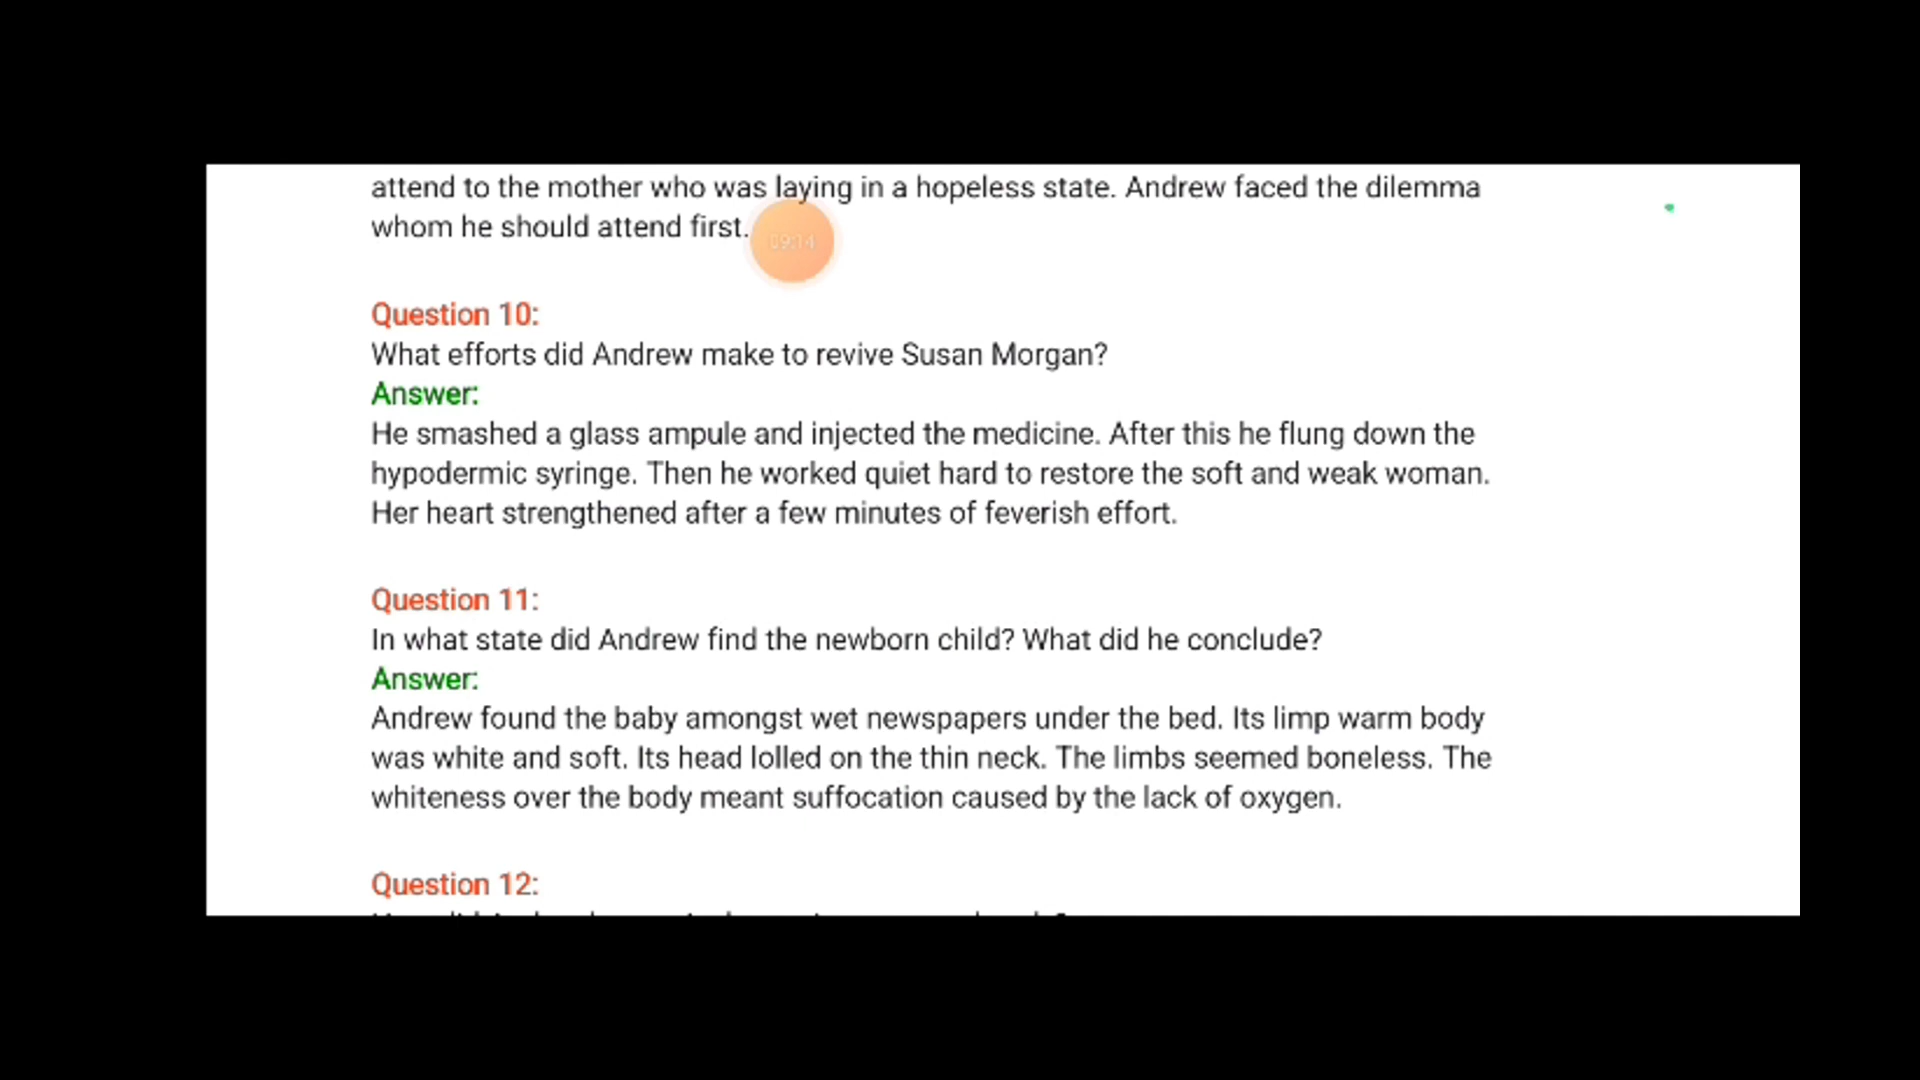 attend to the mother who was laying in a hopeless state. Andrew faced the dilemma
whom he should attend first.
09:14
Question 10:
What efforts did Andrew make to revive Susan Morgan?
Answer:
He smashed a glass ampule and injected the medicine. After this he flung down the
hypodermic syringe. Then he worked quiet hard to restore the soft and weak woman.
Her heart strengthened after a few minutes of feverish effort.
Question 11:
In what state did Andrew find the newborn child? What did he conclude?
Answer:
Andrew found the baby amongst wet newspapers under the bed. Its limp warm body
was white and soft. Its head lolled on the thin neck. The limbs seemed boneless. The
whiteness over the body meant suffocation caused by the lack of oxygen.
Question 12: